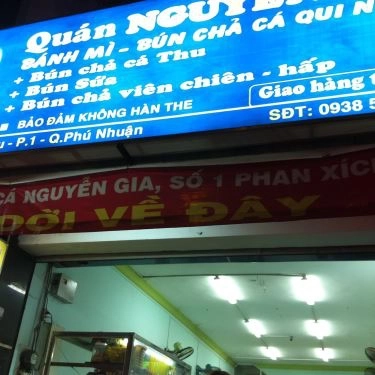 Quán NGUYỄN
BÁNH MÌ - BÚN CHẢ CÁ QUI N
+ Bún chả cá Thu
+ Bún Sứa
+ Bún chả viên chiên - hấp
BẢO ĐẢM KHÔNG HÀN THE
Giao hàng t
- P.1 - Q.Phú Nhuận
SĐT: 0938 5
CÁ NGUYỄN GIA, SỐ 1 PHAN XÍCH
DỜI VỀ ĐÂY